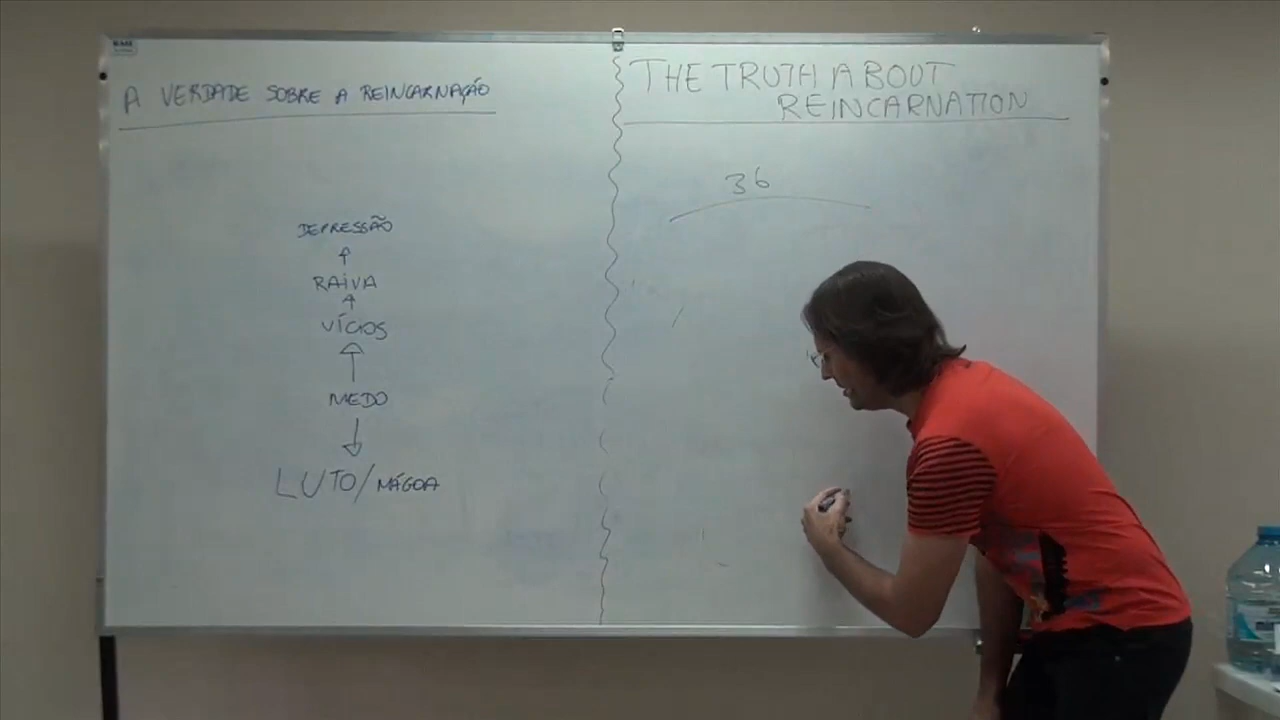 A VERDADE SOBRE A REINCARNAÇÃO
DEPRESSÃO
RAIVA
VÍCIOS
MEDO
LUTO/MÁGOA
THE TRUTH ABOUT
REINCARNATION
36